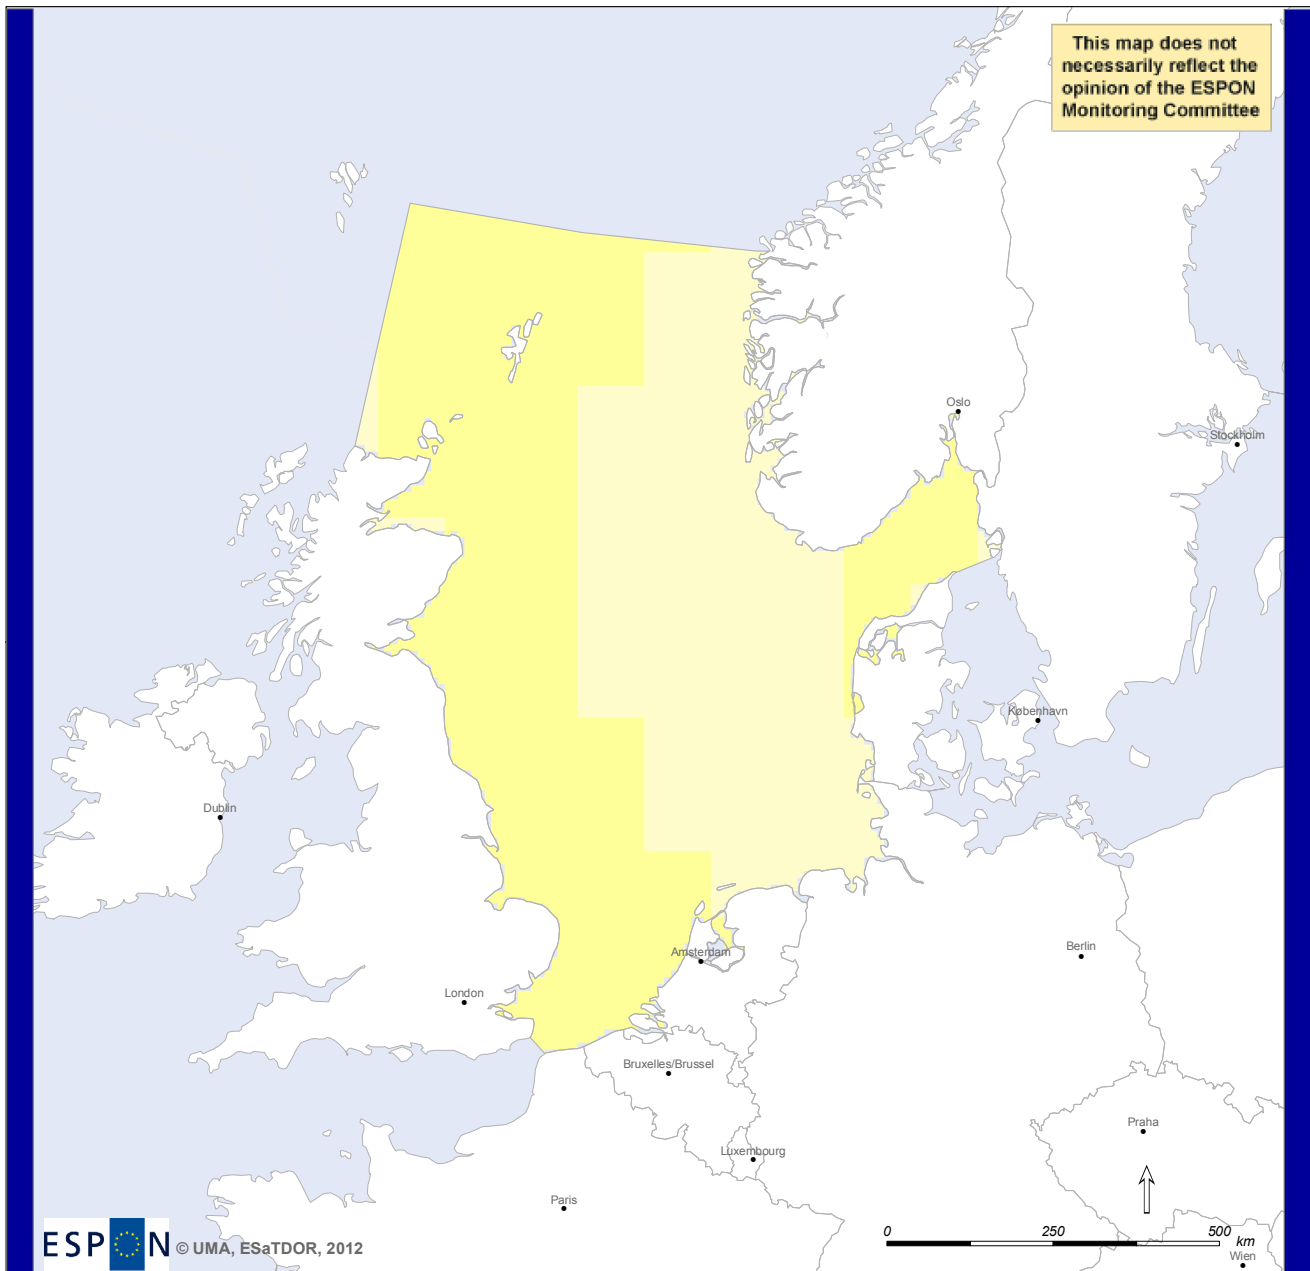 This map does not
necessarily reflect the
opinion of the ESPON
Monitoring Committee
Oslo
Stockholm
København
Dublin
Amsterdam
Berlin
London
Bruxelles/Brussel
Praha
Luxembourg
Paris
0 250 500 km
Wien
ESPON © UMA, ESaTDOR, 2012